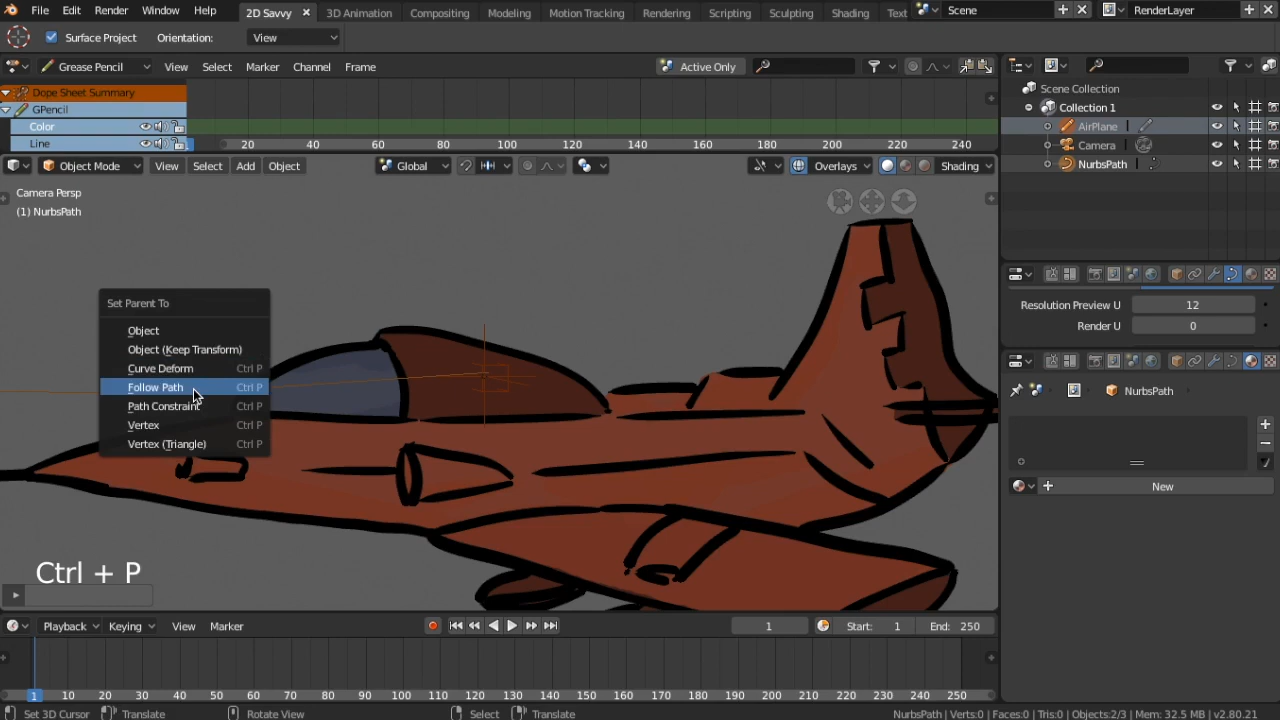 File Edit Render Window Help 2D Savvy 3D Animation Compositing Modeling Motion Tracking Rendering Scripting Sculpting Shading Text Scene RenderLayer
Surface Project Orientation: View
Grease Pencil View Select Marker Channel Frame Active Only
Dope Sheet Summary
GPencil
Color
Line 20 40 60 80 100 120 140 160 180 200 220 240
Object Mode View Select Add Object Global Overlays Shading
Camera Persp
(1) NurbsPath
Set Parent To
Object
Object (Keep Transform)
Curve Deform Ctrl P
Follow Path Ctrl P
Path Constraint Ctrl P
Vertex Ctrl P
Vertex (Triangle) Ctrl P
Ctrl + P
Scene Collection
Collection 1
AirPlane
Camera
NurbsPath
Resolution Preview U 12
Render U 0
NurbsPath
New
Playback Keying View Marker 1 Start: 1 End: 250
1 10 20 30 40 50 60 70 80 90 100 110 120 130 140 150 160 170 180 190 200 210 220 230 240 250
Set 3D Cursor Translate Rotate View Select Translate NurbsPath | Verts:0 | Faces:0 | Tris:0 | Objects:2/3 | Mem: 32.5 MB | v2.80.21